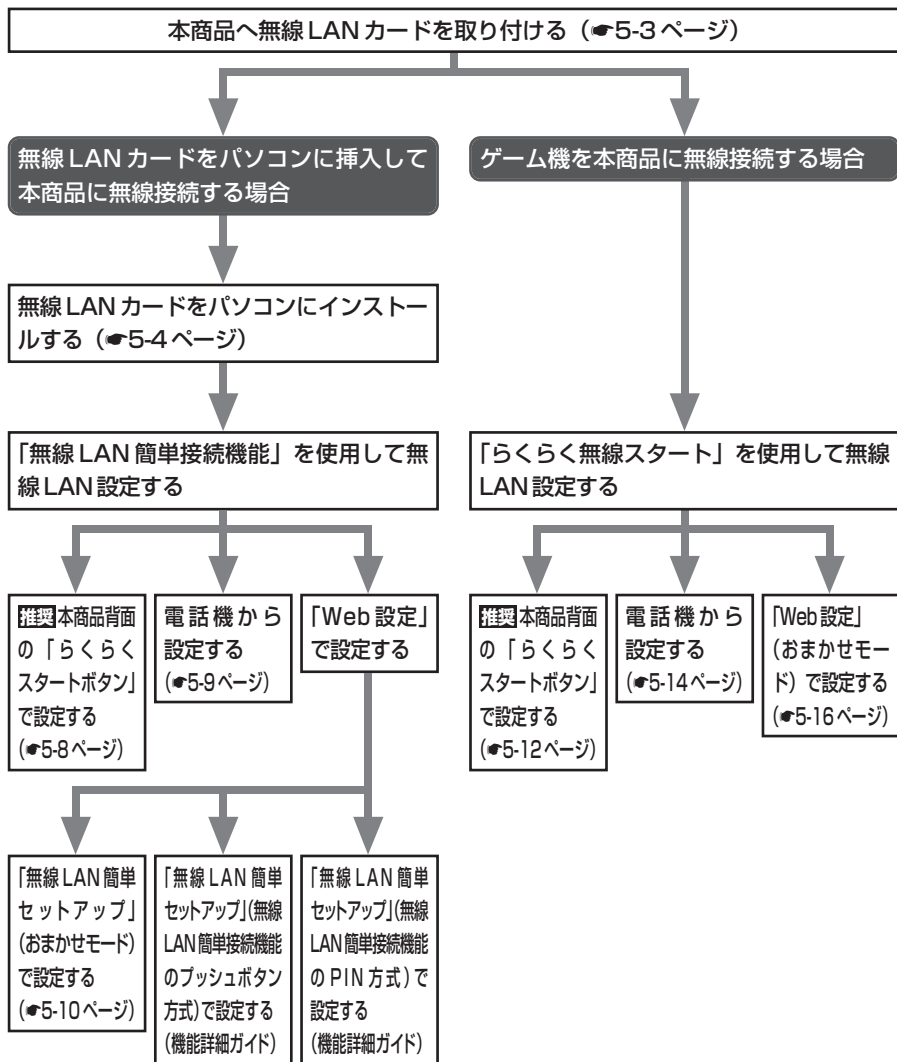 本商品へ無線LANカードを取り付ける（☛5-3ページ）
無線LANカードをパソコンに挿入して
本商品に無線接続する場合
ゲーム機を本商品に無線接続する場合
無線LANカードをパソコンにインストー
ルする（☛5-4ページ）
「無線LAN簡単接続機能」を使用して無
線LAN設定する
「らくらく無線スタート」を使用して無線
LAN設定する
推奨本商品背面
の「らくらく
スタートボタン」
で設定する
(☛5-8ページ)
電話機から
設定する
(☛5-9ページ)
「Web設定」
で設定する
推奨本商品背面
の「らくらく
スタートボタン」
で設定する
(☛5-12ページ)
電話機から
設定する
(☛5-14ページ)
「Web設定」
(おまかせモー
ド）で設定する
(☛5-16ページ)
「無線LAN簡単
セットアップ」
(おまかせモード)
で設定する
(☛5-10ページ)
「無線LAN簡単
セットアップ」(無線
LAN簡単接続機能
のプッシュボタン
方式)で設定する
(機能詳細ガイド)
「無線LAN簡単
セットアップ」(無線
LAN簡単接続機能
のPIN方式)で
設定する
(機能詳細ガイド)